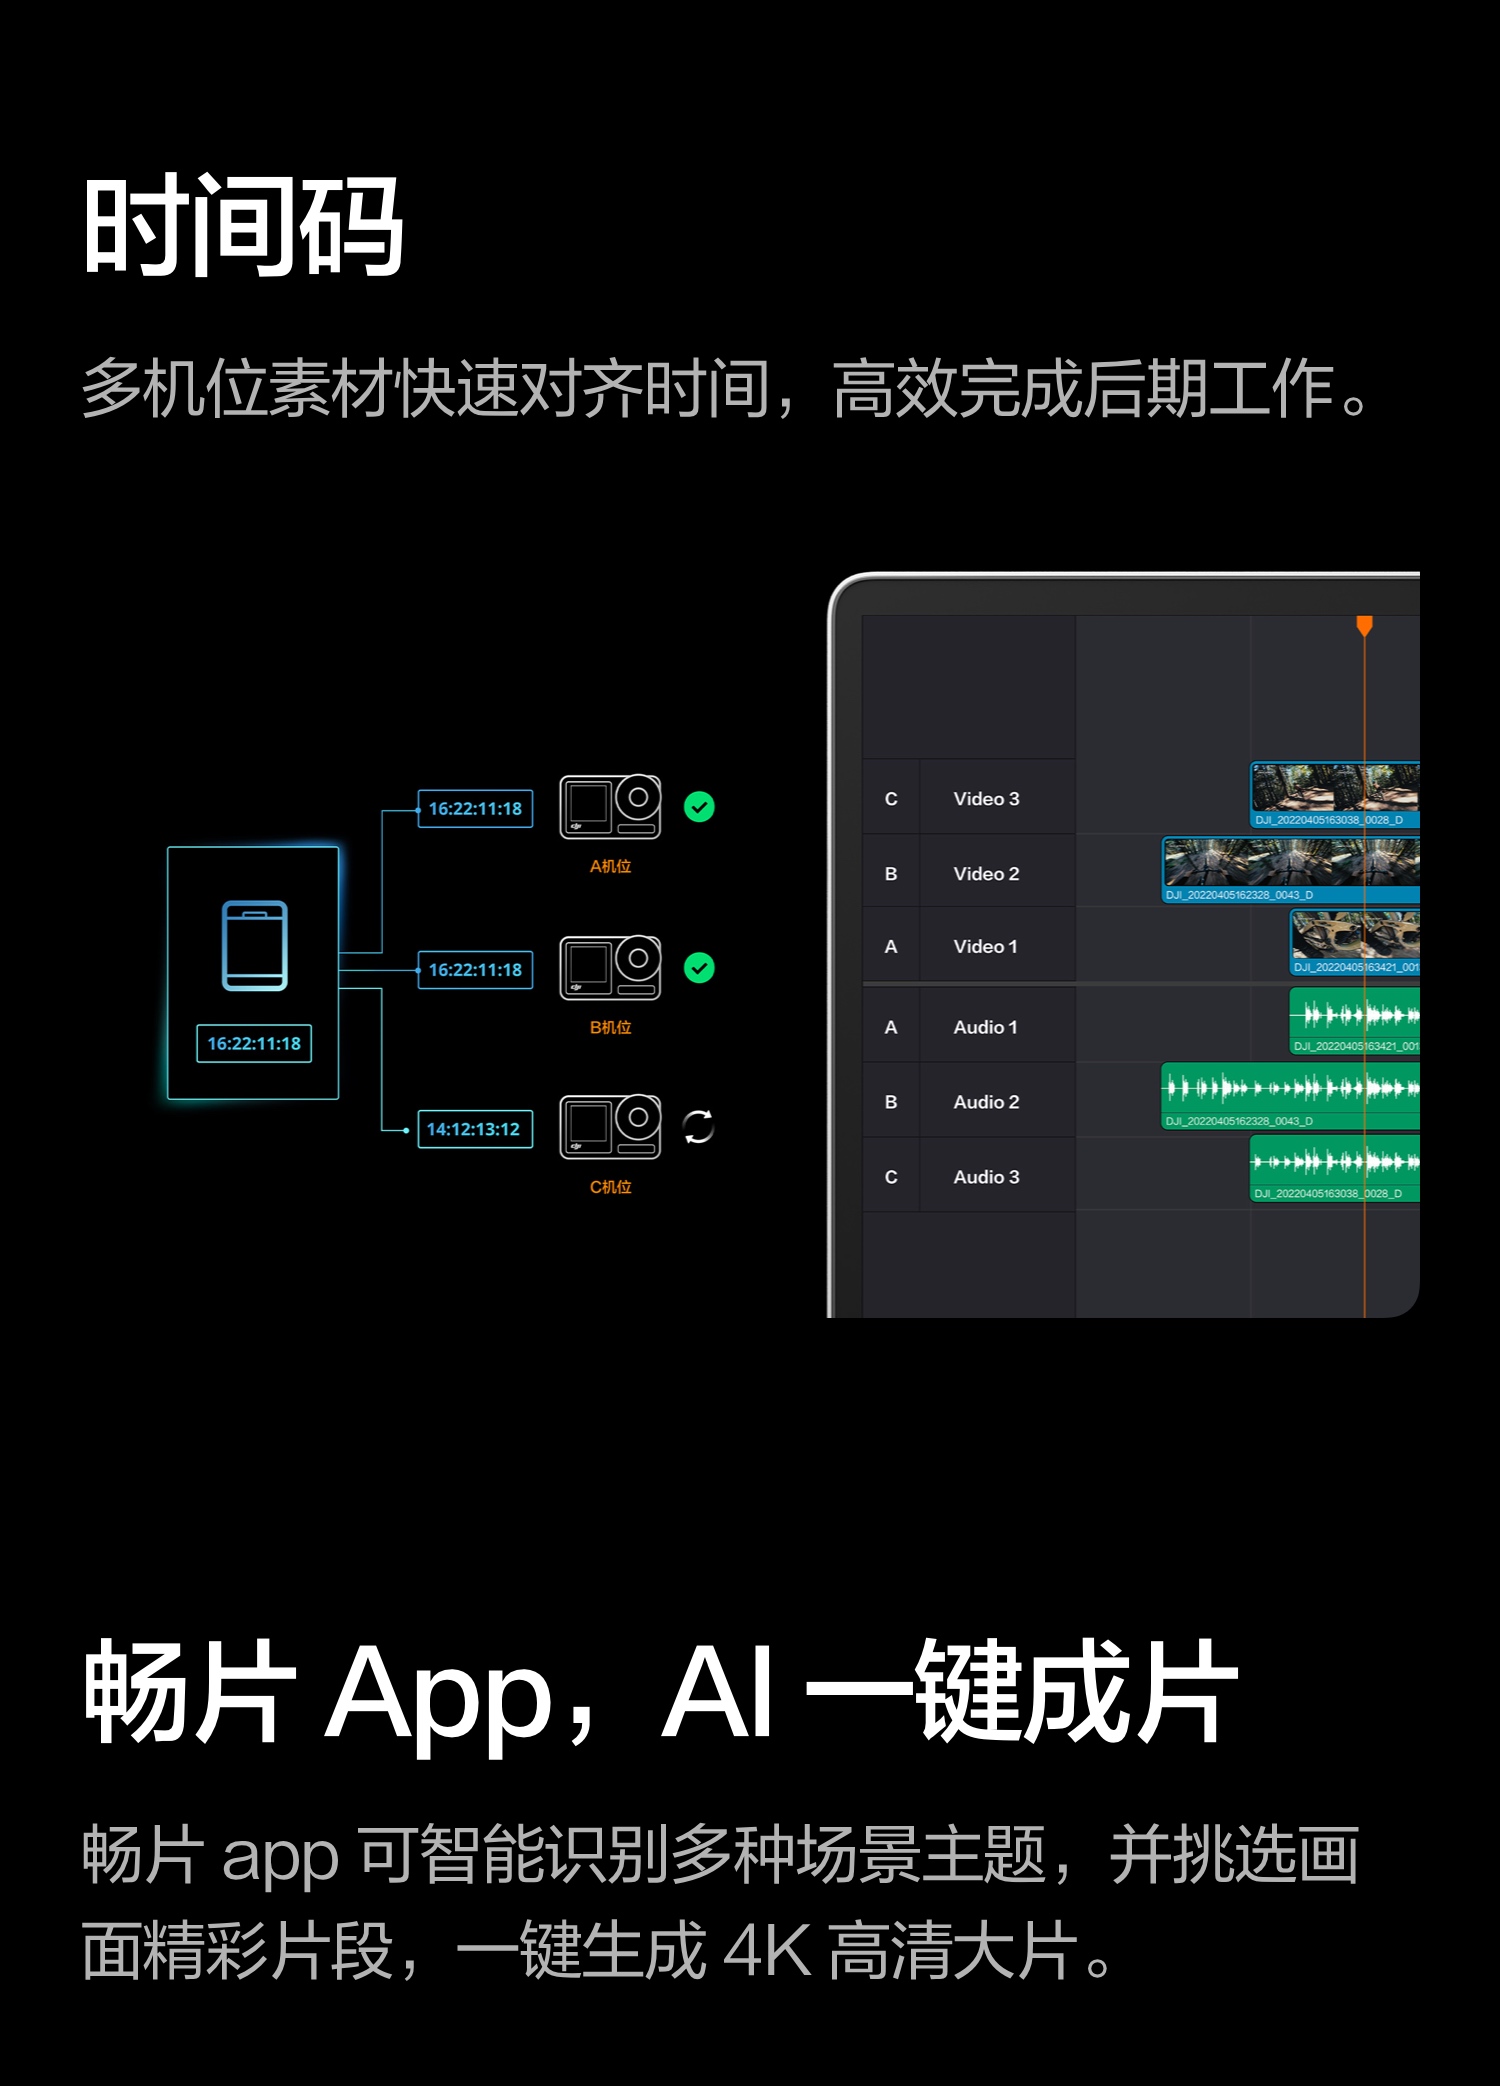 时间码
多机位素材快速对齐时间，高效完成后期工作。
16:22:11:18
A机位
16:22:11:18
B机位
16:22:11:18
14:12:13:12
C机位
C Video 3
DJI_20220405163038_0028_D
B Video 2
DJI_20220405162328_0043_D
A Video 1
DJI_20220405163421_001
A Audio 1
DJI_20220405163421_001
B Audio 2
DJI_20220405162328_0043_D
C Audio 3
DJI_20220405163038_0028_D
畅片 App，AI 一键成片
畅片 app 可智能识别多种场景主题，并挑选画
面精彩片段，一键生成 4K 高清大片。